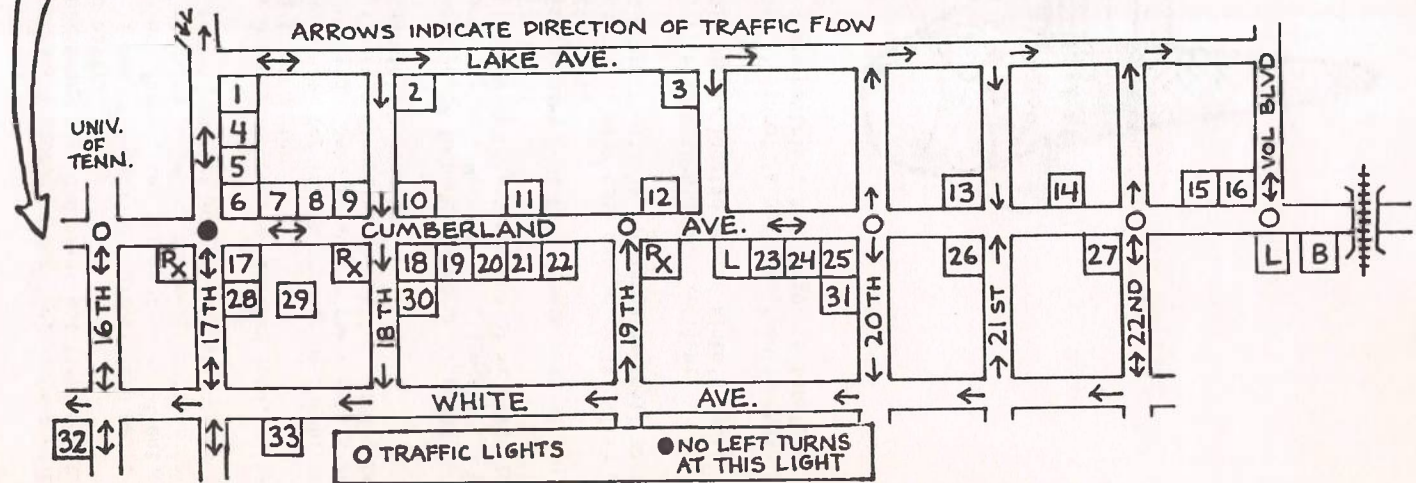 ARROWS INDICATE DIRECTION OF TRAFFIC FLOW
LAKE AVE.
1
2
3
4
5
UNIV.
OF
TENN.
VOL BLVD
6 7 8 9 10 11 12 13 14 15 16
CUMBERLAND AVE.
Rx 17 Rx 18 19 20 21 22 Rx L 23 24 25 26 27 L B
28 29 30 31
16TH
17TH
18TH
19TH
20TH
21ST
22ND
WHITE AVE.
32
33
TRAFFIC LIGHTS
NO LEFT TURNS
AT THIS LIGHT